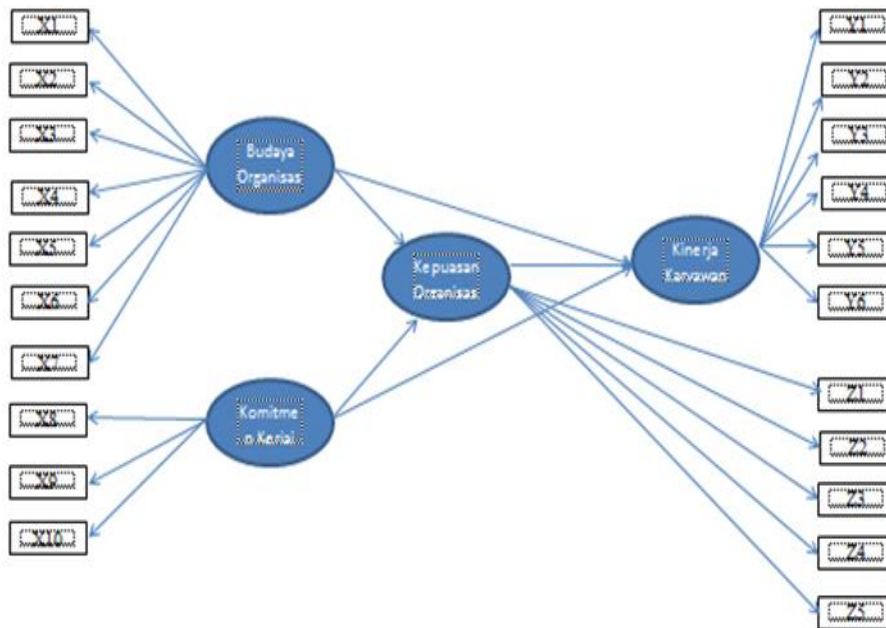 X1
X2
X3
X4
X5
X6
X7
X8
X9
X10
Budaya
Organisas
Komitme
n Kerja
Kepuasan
Organisas
Kinerja
Karyawan
Y1
Y2
Y3
Y4
Y5
Y6
Z1
Z2
Z3
Z4
Z5